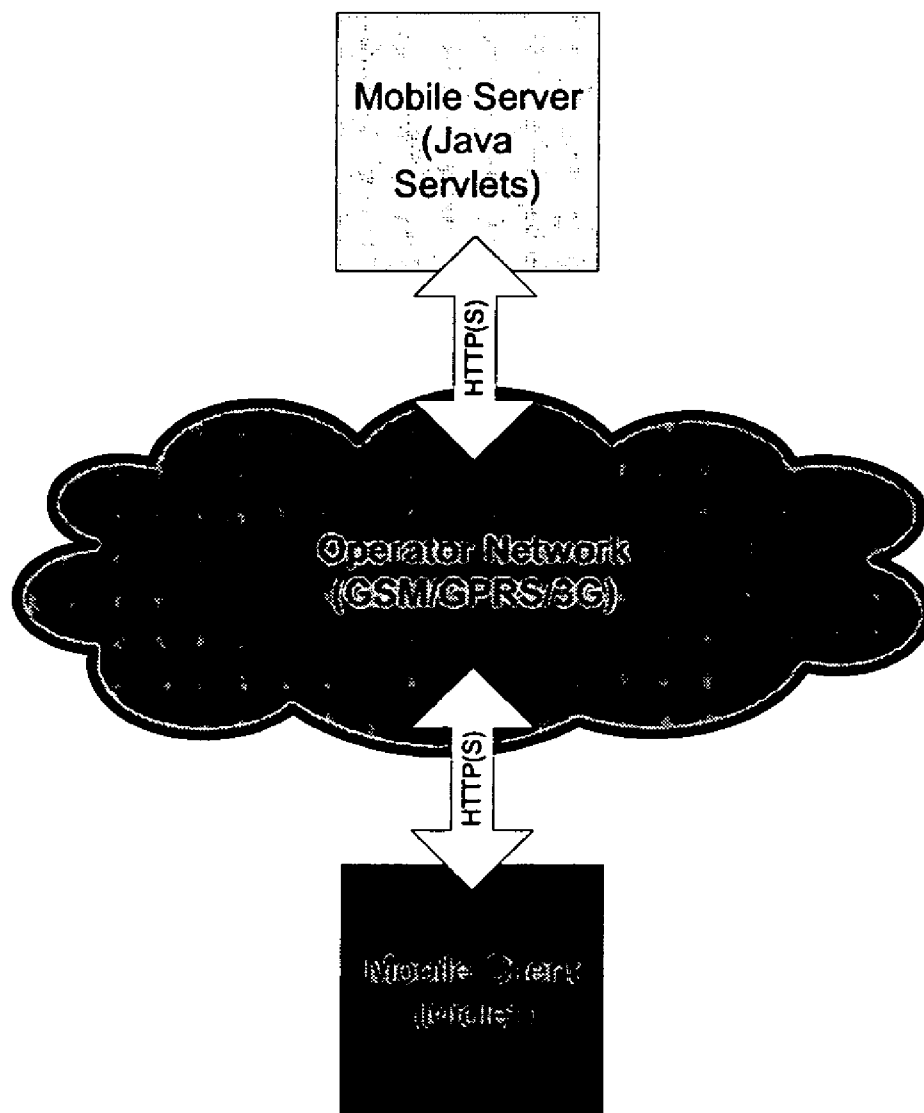 Mobile Server
(Java
Servlets)
HTTP(S)
Operator Network
(GSM/GPRS/3G)
HTTP(S)
Mobile Client